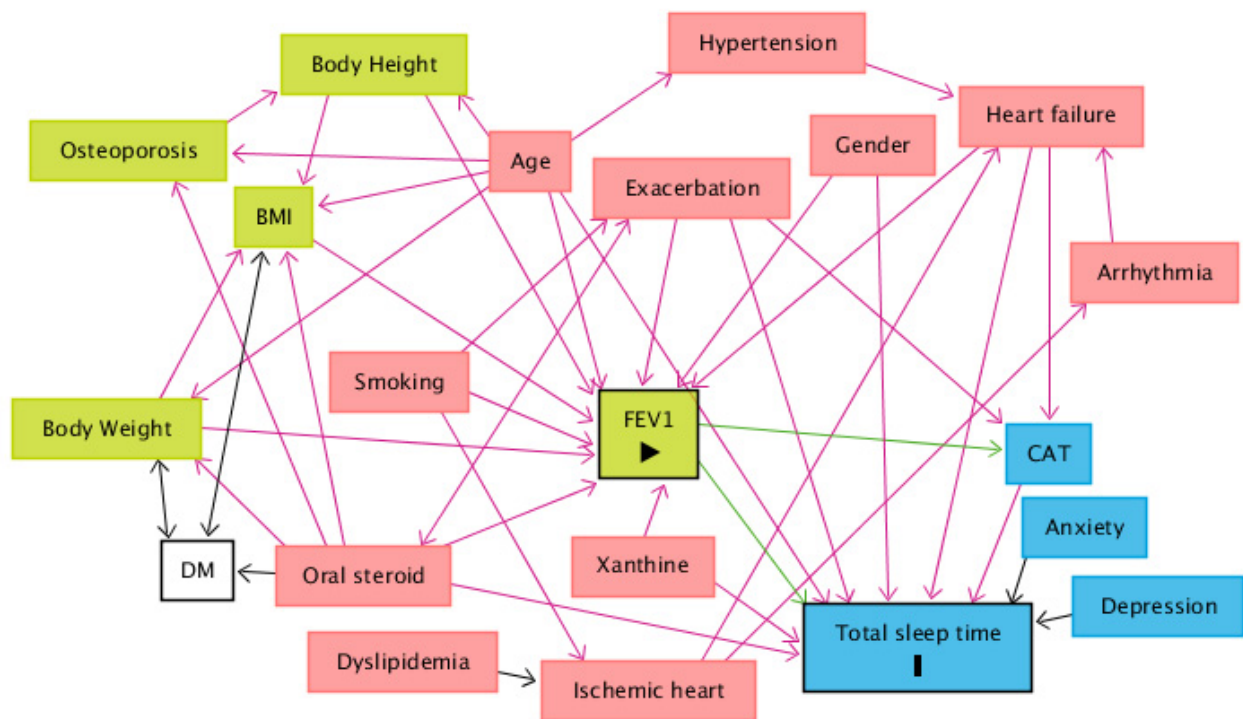 Hypertension
Body Height
Heart failure
Osteoporosis
Age
Gender
Exacerbation
BMI
Arrhythmia
Smoking
FEV1
Body Weight
CAT
Anxiety
DM
Oral steroid
Xanthine
Depression
Total sleep time
Dyslipidemia
Ischemic heart